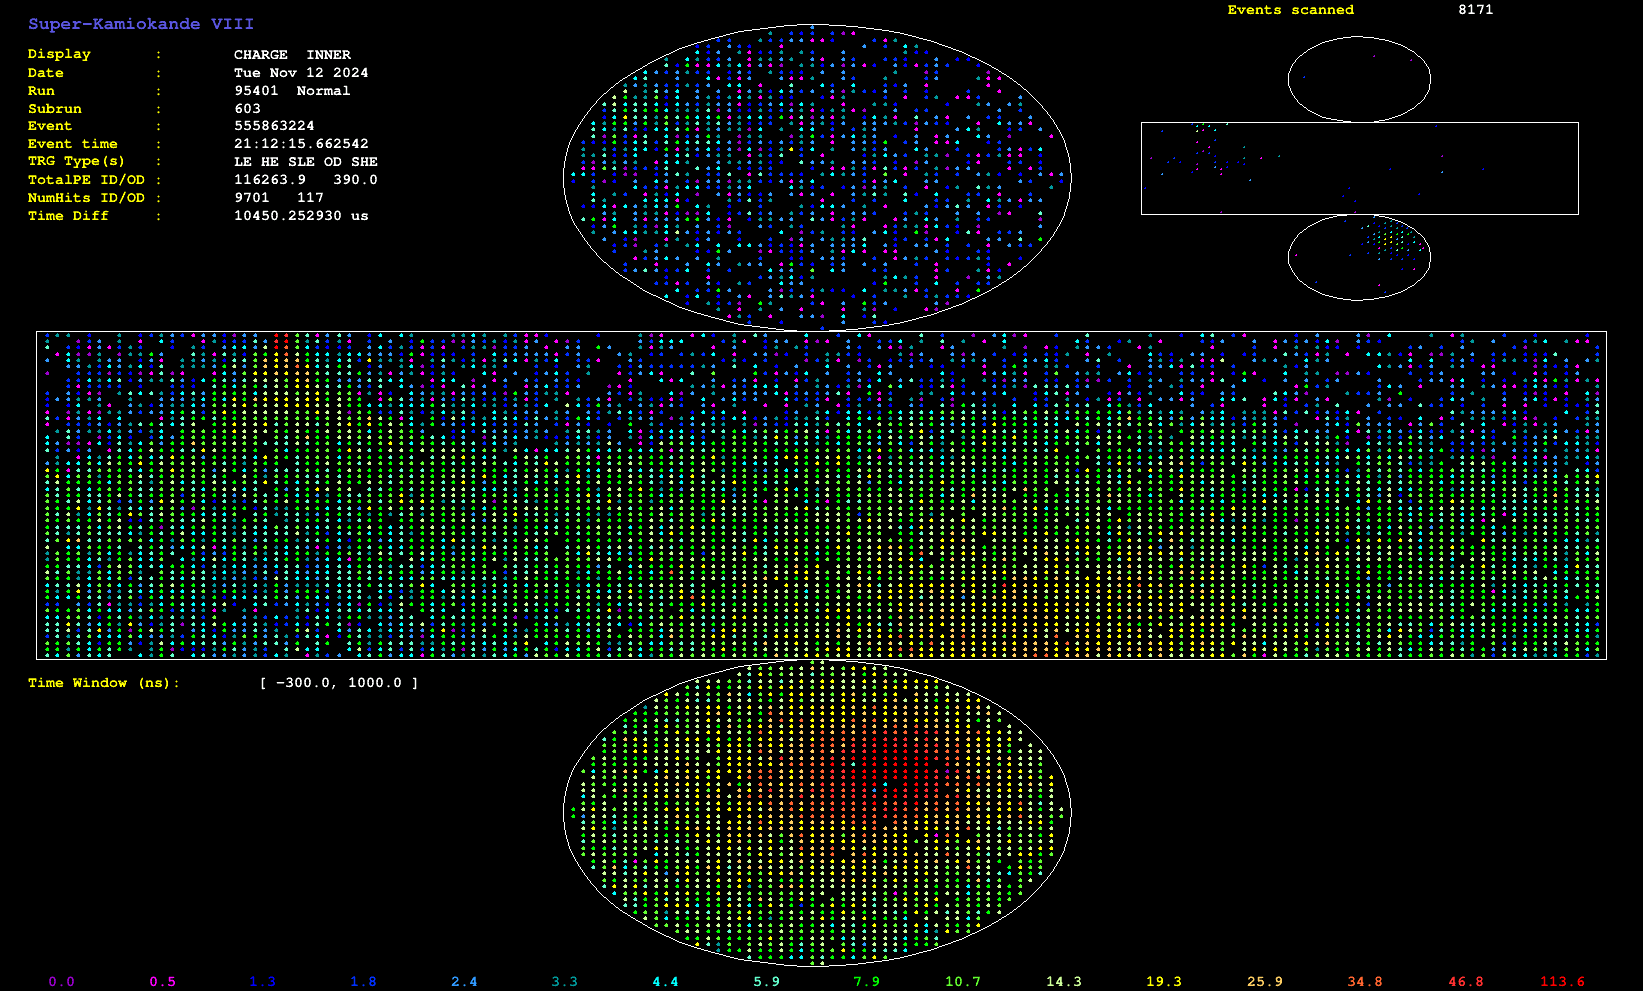 Super-Kamiokande VIII
Events scanned 8171
Display : CHARGE INNER
Date : Tue Nov 12 2024
Run : 95401 Normal
Subrun : 603
Event : 555863224
Event time : 21:12:15.662542
TRG Type(s) : LE HE SLE OD SHE
TotalPE ID/OD : 116263.9 390.0
NumHits ID/OD : 9701 117
Time Diff : 10450.252930 us
Time Window (ns): [ -300.0, 1000.0 ]
0.0 0.5 1.3 1.8 2.4 3.3 4.4 5.9 7.9 10.7 14.3 19.3 25.9 34.8 46.8 113.6